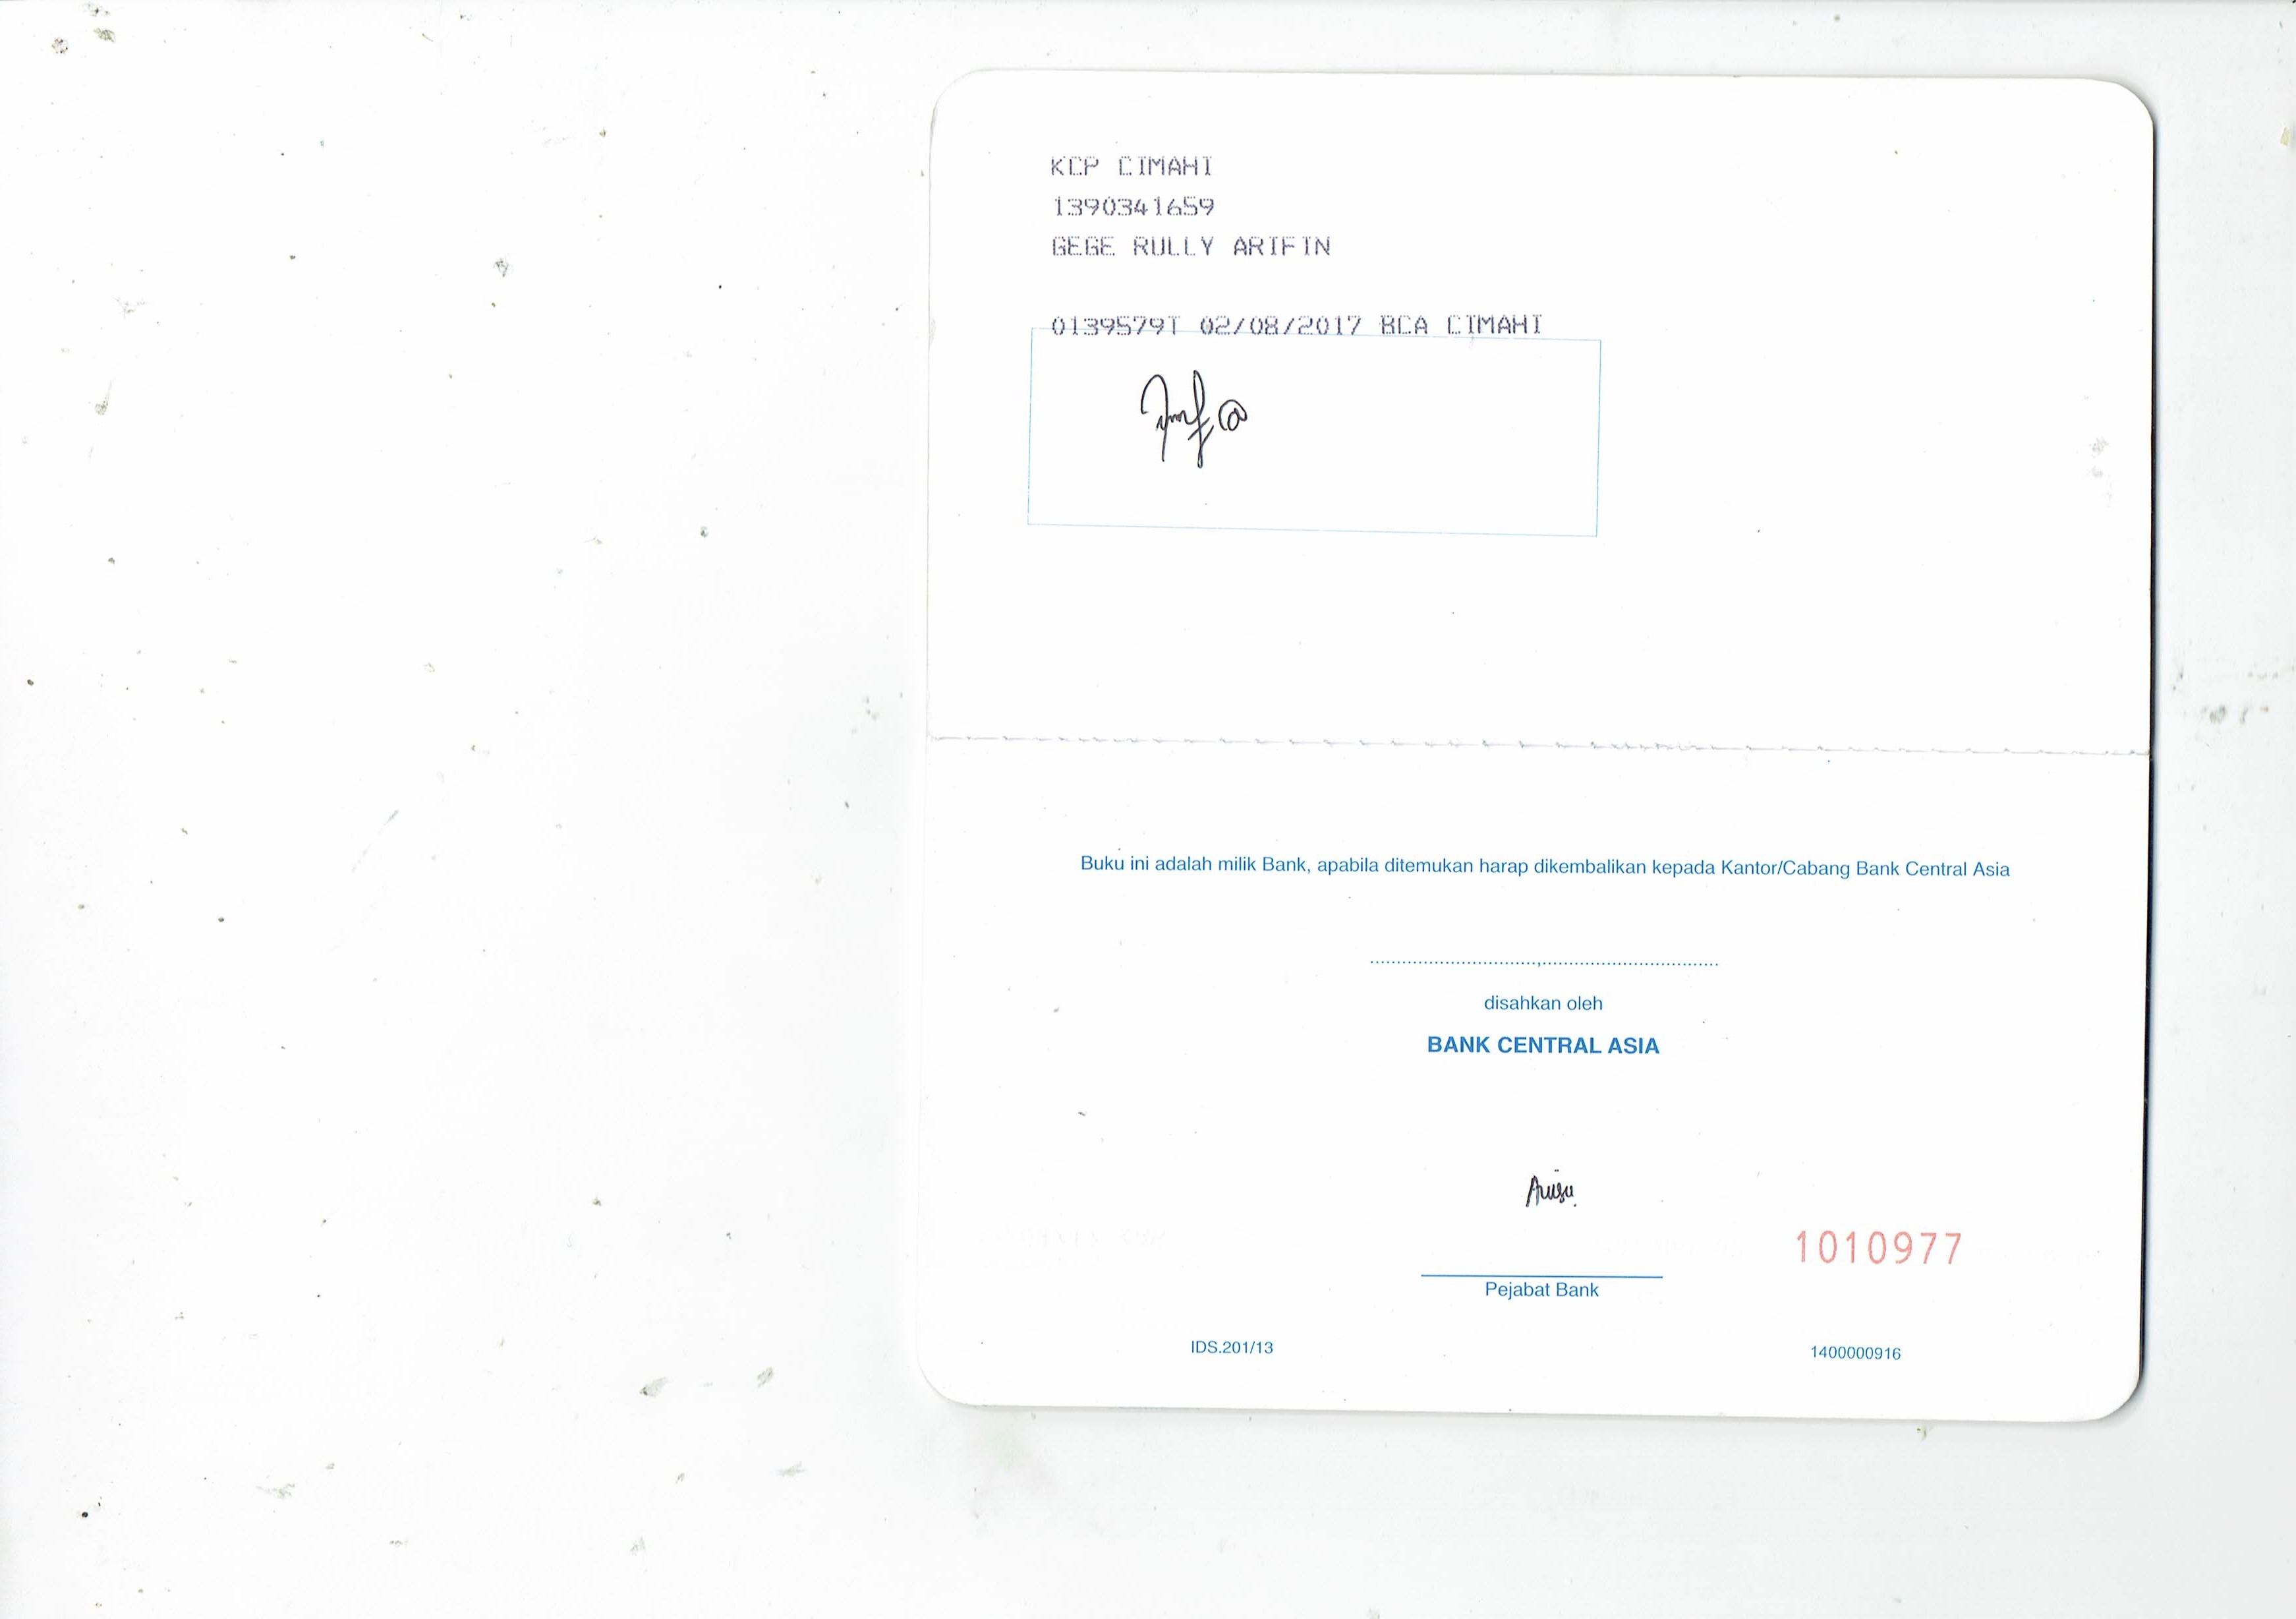 KCP CIMAHI
1390341659
GEGE RULLY ARIFIN
0139579T 02/08/2017 BCA CIMAHI
Buku ini adalah milik Bank, apabila ditemukan harap dikembalikan kepada Kantor/Cabang Bank Central Asia
..............................,................................
disahkan oleh
BANK CENTRAL ASIA
1010977
Pejabat Bank
IDS.201/13
1400000916